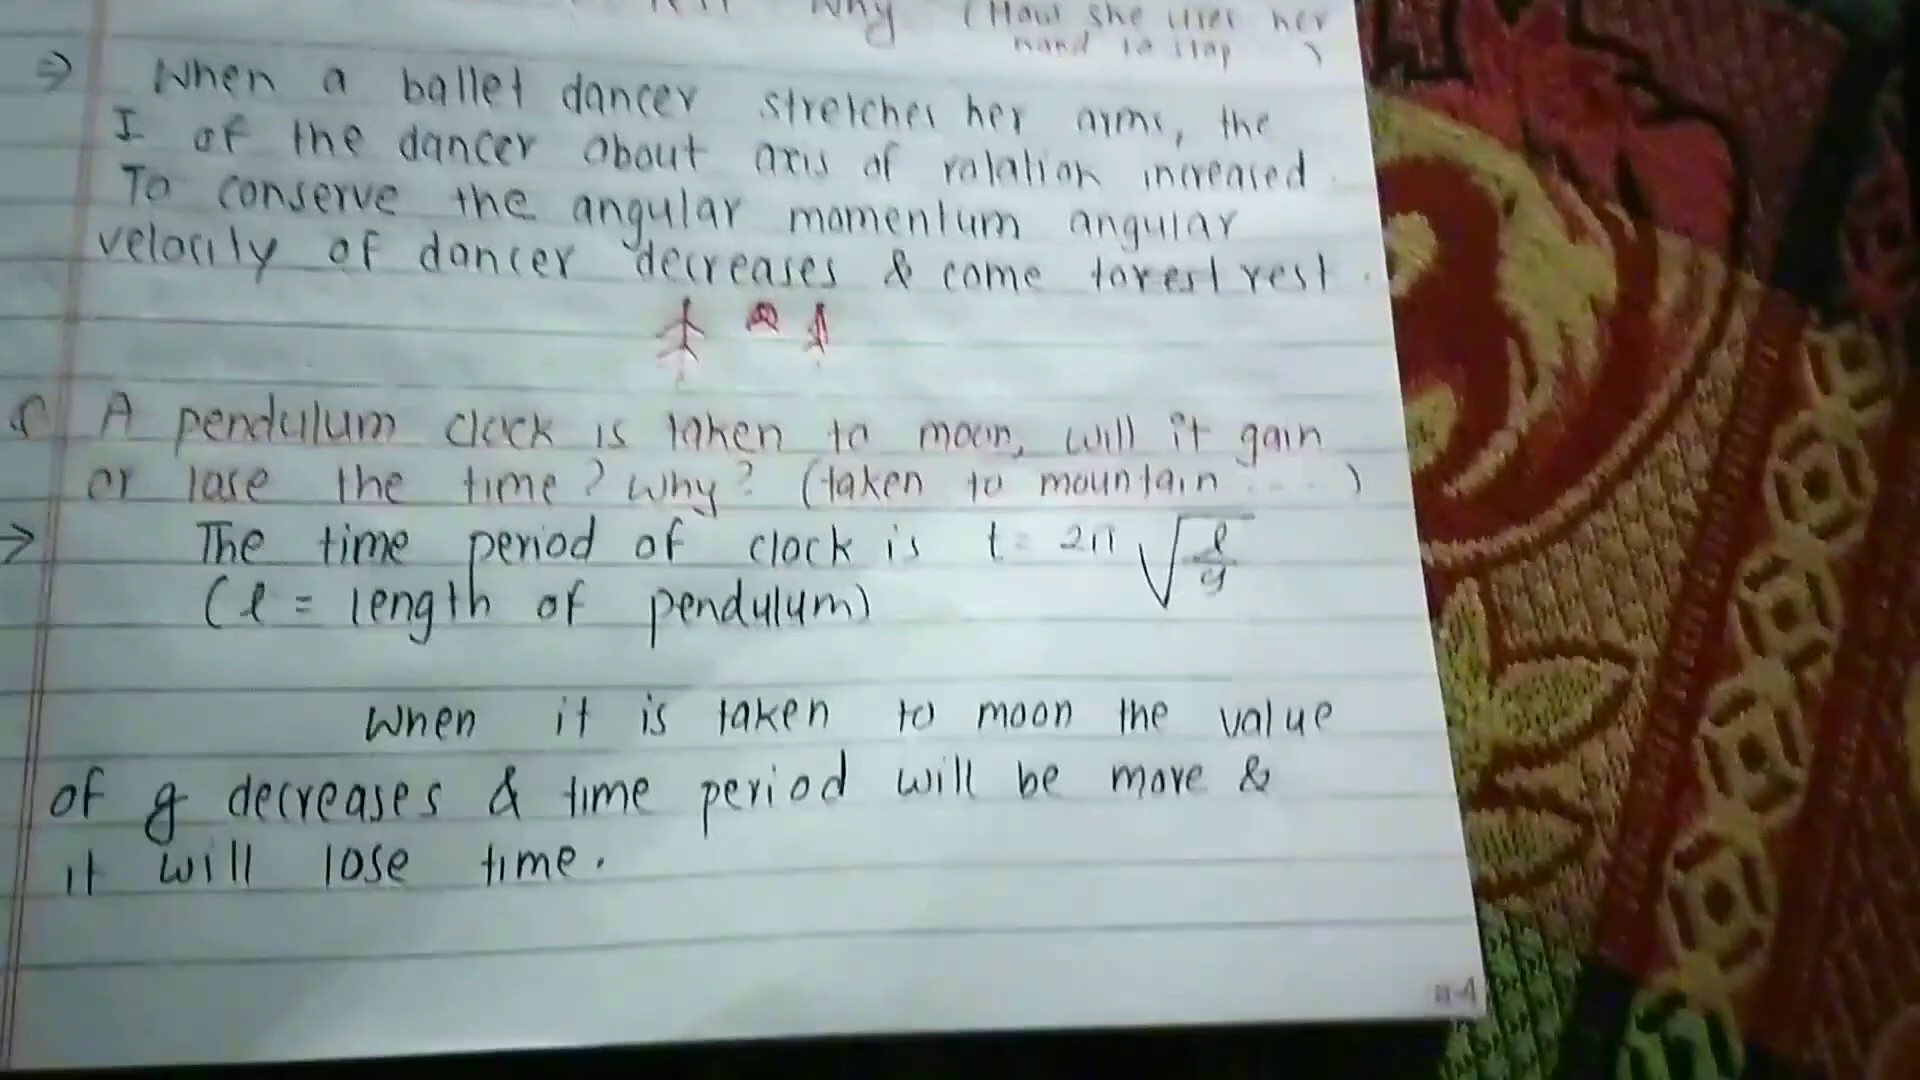 Why (How she uses her
hand to stop )
⇒ When a ballet dancer stretches her arms, the
I of the dancer about axis of rotation increased.
To conserve the angular momentum angular
velocity of dancer decreases & come torest rest.
A pendulum clock is taken to moon, will it gain
or lose the time? Why? (taken to mountain ...)
→ The time period of clock is t = 2π √l/g
(l = length of pendulum)
When it is taken to moon the value
of g decreases & time period will be more &
it will lose time.